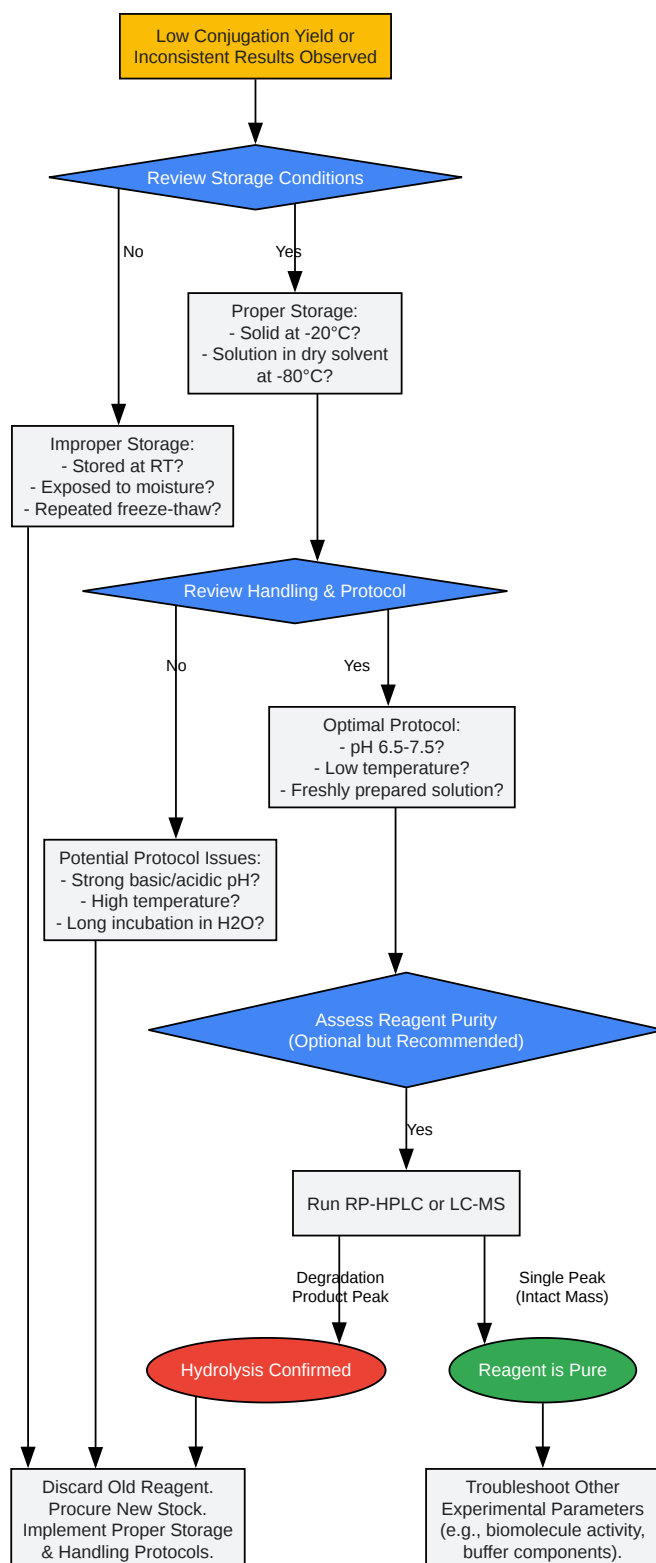 Low Conjugation Yield or
Inconsistent Results Observed
Review Storage Conditions
No
Yes
Proper Storage:
- Solid at -20°C?
- Solution in dry solvent
at -80°C?
Improper Storage:
- Stored at RT?
- Exposed to moisture?
- Repeated freeze-thaw?
Review Handling & Protocol
No
Yes
Optimal Protocol:
- pH 6.5-7.5?
- Low temperature?
- Freshly prepared solution?
Potential Protocol Issues:
- Strong basic/acidic pH?
- High temperature?
- Long incubation in H2O?
Assess Reagent Purity
(Optional but Recommended)
Yes
Run RP-HPLC or LC-MS
Degradation
Product Peak
Single Peak
(Intact Mass)
Hydrolysis Confirmed
Reagent is Pure
Discard Old Reagent.
Procure New Stock.
Implement Proper Storage
& Handling Protocols.
Troubleshoot Other
Experimental Parameters
(e.g., biomolecule activity,
buffer components).